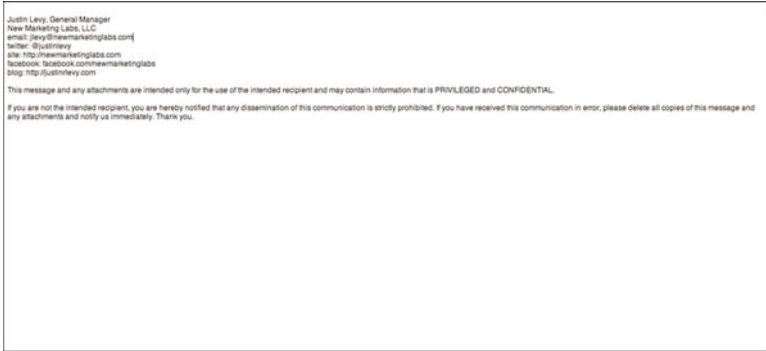 Justin Levy, General Manager
New Marketing Labs, LLC
email: jlevy@newmarketinglabs.com
twitter: @justinlevy
site: http://newmarketinglabs.com
facebook: facebook.com/newmarketinglabs
blog: http://justinrlevy.com
This message and any attachments are intended only for the use of the intended recipient and may contain information that is PRIVILEGED and CONFIDENTIAL.
If you are not the intended recipient, you are hereby notified that any dissemination of this communication is strictly prohibited. If you have received this communication in error, please delete all copies of this message and
any attachments and notify us immediately. Thank you.